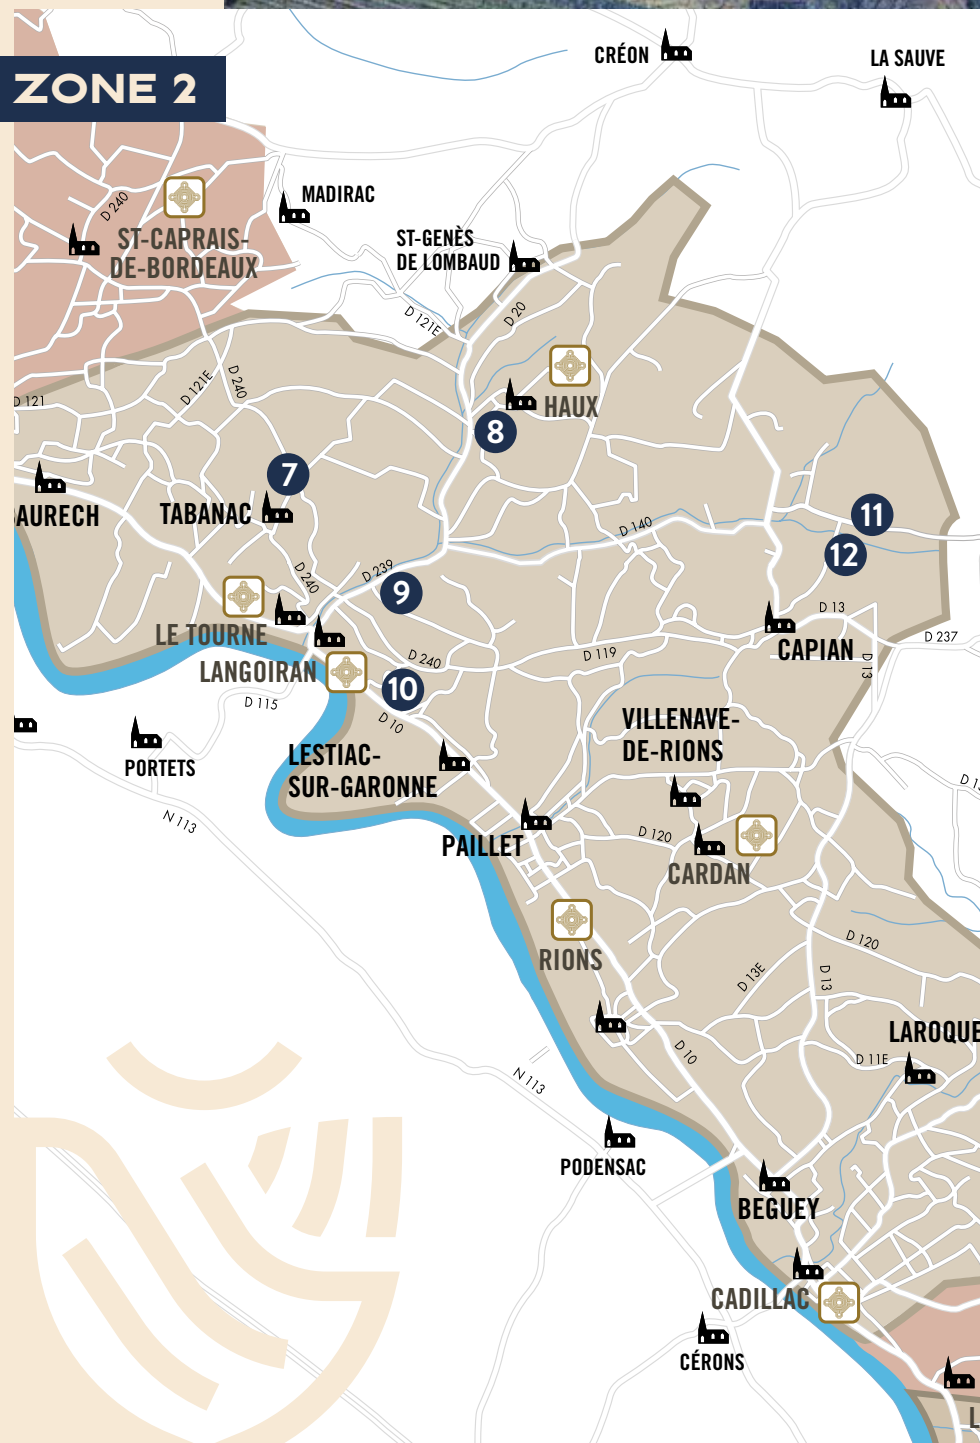 ZONE 2
CRÉON
LA SAUVE
MADIRAC
D 240
ST-CAPRAIS-
DE-BORDEAUX
ST-GENÈS
DE LOMBAUD
D 121E
D 20
D 121E
D 240
D 121
HAUX
8
7
AURECH
TABANAC
11
D 140
12
D 239
D 240
9
D 13
LE TOURNE
CAPIAN
D 237
D 119
D 240
LANGOIRAN
D 13
10
D 115
D 10
VILLENAVE-
DE-RIONS
LESTIAC-
SUR-GARONNE
PORTETS
N 113
D 120
PAILLET
CARDAN
D 120
RIONS
D 13E
D 13
LAROQUE
D 10
D 11E
N 113
PODENSAC
BEGUEY
CADILLAC
CÉRONS
L